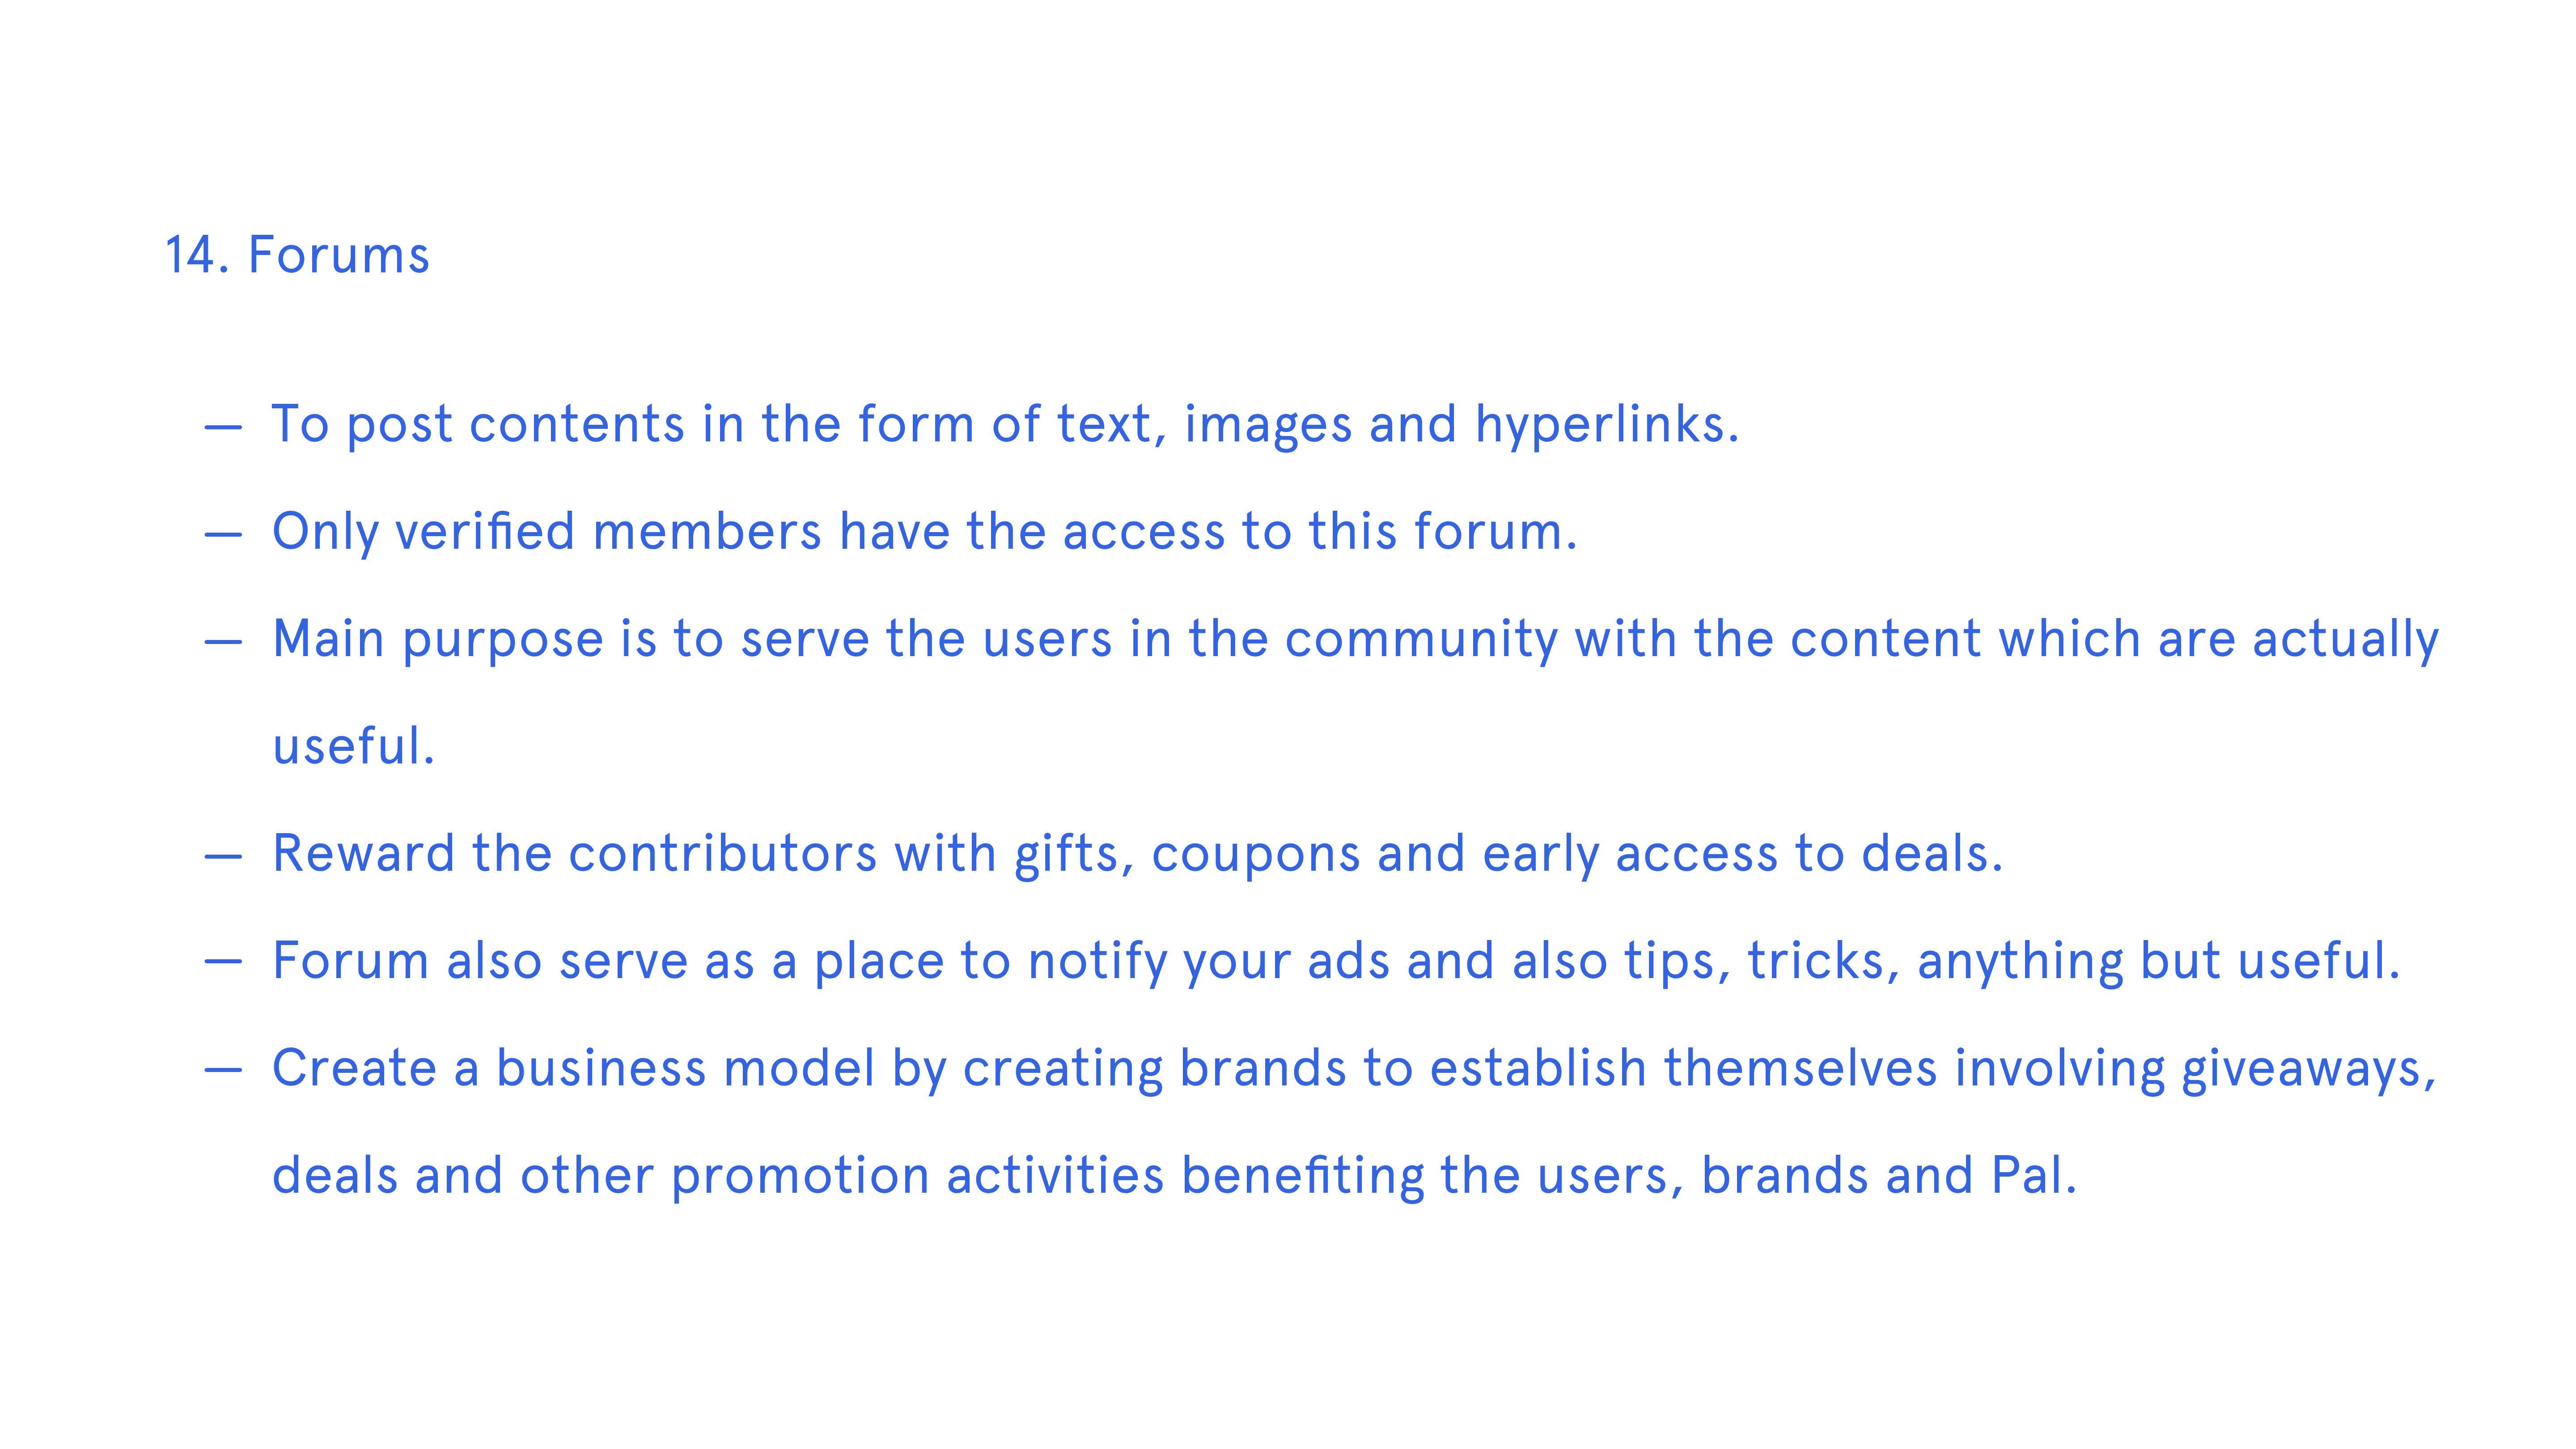 14. Forums
— To post contents in the form of text, images and hyperlinks.
— Only verified members have the access to this forum.
— Main purpose is to serve the users in the community with the content which are actually
useful.
— Reward the contributors with gifts, coupons and early access to deals.
— Forum also serve as a place to notify your ads and also tips, tricks, anything but useful.
— Create a business model by creating brands to establish themselves involving giveaways,
deals and other promotion activities benefiting the users, brands and Pal.